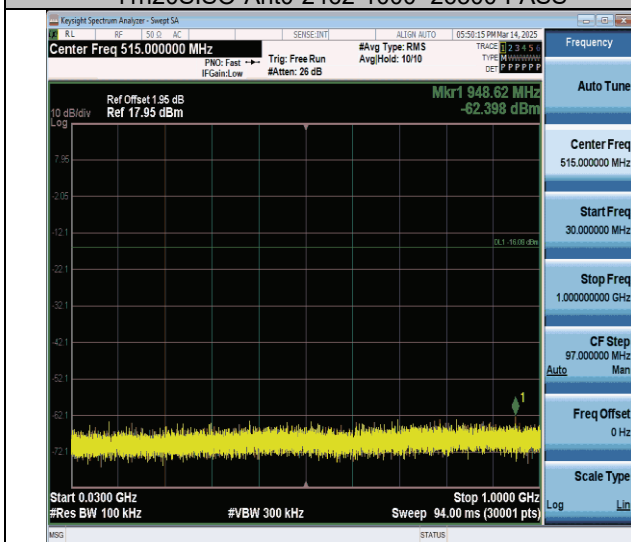 Keysight Spectrum Analyzer - Swept SA
RL RF 50 Ω AC SENSE:INT ALIGN AUTO 05:50:15 PM Mar 14, 2025
Center Freq 515.000000 MHz
PNO: Fast
IFGain:Low
Trig: Free Run
#Atten: 26 dB
#Avg Type: RMS
Avg|Hold: 10/10
TRACE 1 2 3 4 5 6
TYPE MWWWWW
DET P P P P P P
Frequency
Ref Offset 1.95 dB
10 dB/div Ref 17.95 dBm
Log
Mkr1 948.62 MHz
-62.398 dBm
7.95
-2.05
-12.1
DL1 -16.08 dBm
-22.1
-32.1
-42.1
-52.1
1
-62.1
-72.1
Start 0.0300 GHz Stop 1.0000 GHz
#Res BW 100 kHz #VBW 300 kHz Sweep 94.00 ms (30001 pts)
Auto Tune
Center Freq
515.000000 MHz
Start Freq
30.000000 MHz
Stop Freq
1.000000000 GHz
CF Step
97.000000 MHz
Auto Man
Freq Offset
0 Hz
Scale Type
Log Lin
MSG STATUS